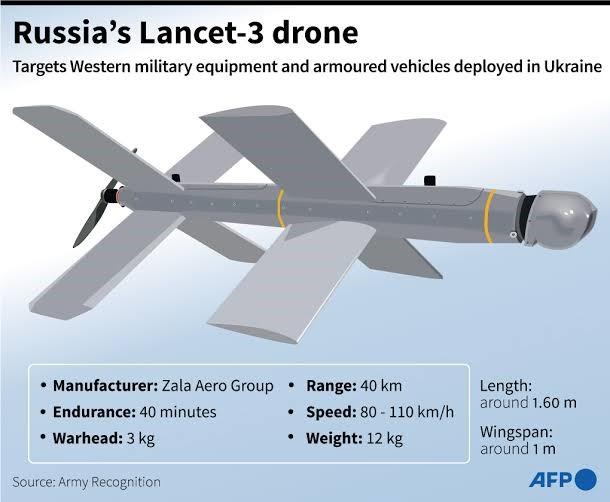 Russia's Lancet-3 drone
Targets Western military equipment and armoured vehicles deployed in Ukraine
• Manufacturer: Zala Aero Group
• Endurance: 40 minutes
• Warhead: 3 kg
• Range: 40 km
• Speed: 80 - 110 km/h
• Weight: 12 kg
Length:
around 1.60 m
Wingspan:
around 1 m
Source: Army Recognition
AFP